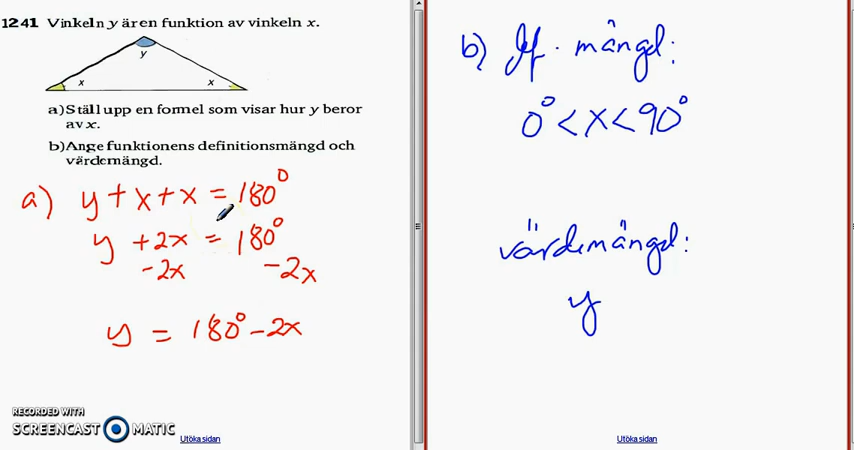 1241 Vinkeln y är en funktion av vinkeln x.
y
x x
a) Ställ upp en formel som visar hur y beror
av x.
b) Ange funktionens definitionsmängd och
värdemängd.
a) y + x + x = 180°
y + 2x = 180°
-2x -2x
y = 180° - 2x
RECORDED WITH
SCREENCAST MATIC
Utöka sidan
b) Def. mängd:
0° < x < 90°
värdemängd:
y
Utöka sidan